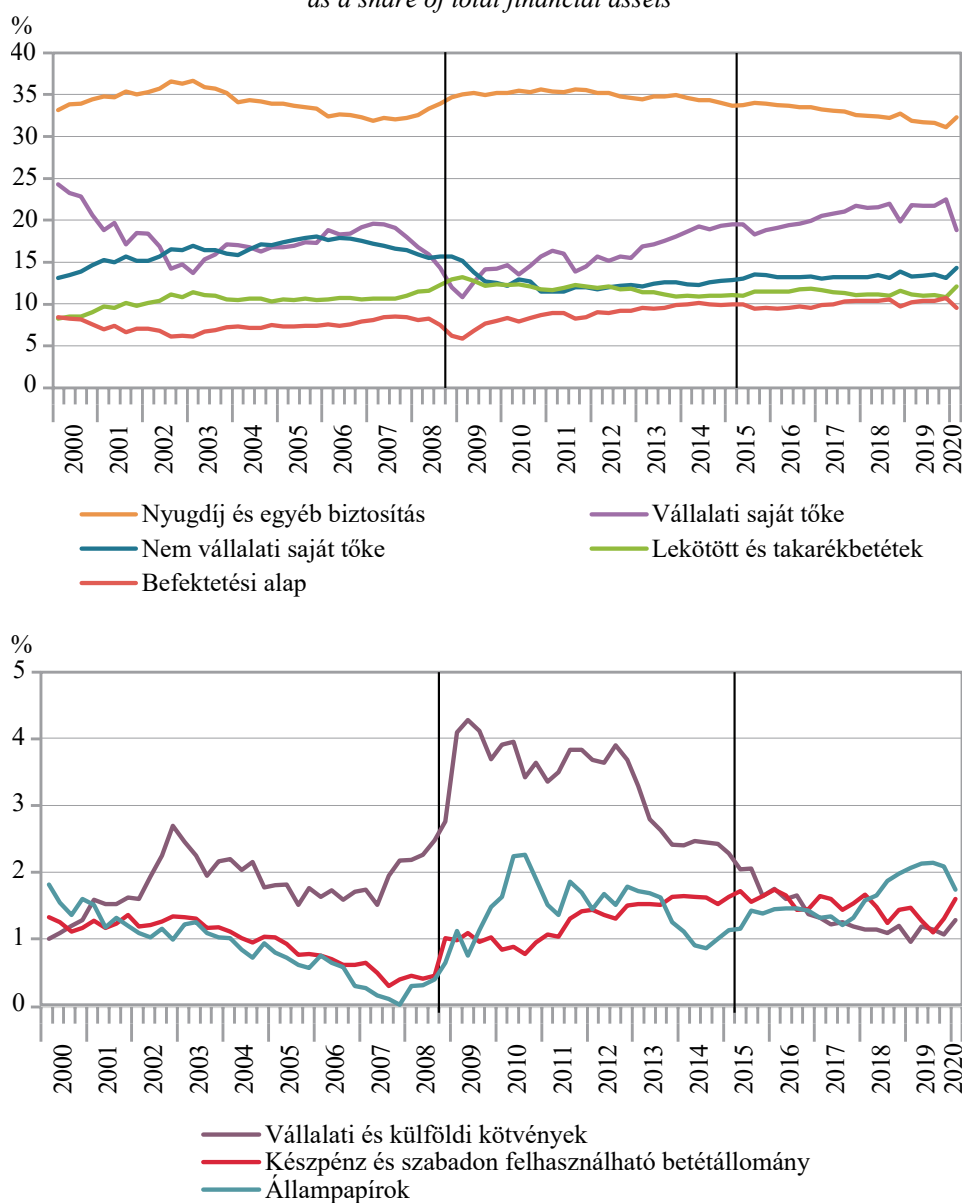 as a share of total financial assets
%
40
35
30
25
20
15
10
5
0
2000 2001 2002 2003 2004 2005 2006 2007 2008 2009 2010 2011 2012 2013 2014 2015 2016 2017 2018 2019 2020
Nyugdíj és egyéb biztosítás Vállalati saját tőke
Nem vállalati saját tőke Lekötött és takarékbetétek
Befektetési alap
%
5
4
3
2
1
0
2000 2001 2002 2003 2004 2005 2006 2007 2008 2009 2010 2011 2012 2013 2014 2015 2016 2017 2018 2019 2020
Vállalati és külföldi kötvények
Készpénz és szabadon felhasználható betétállomány
Állampapírok